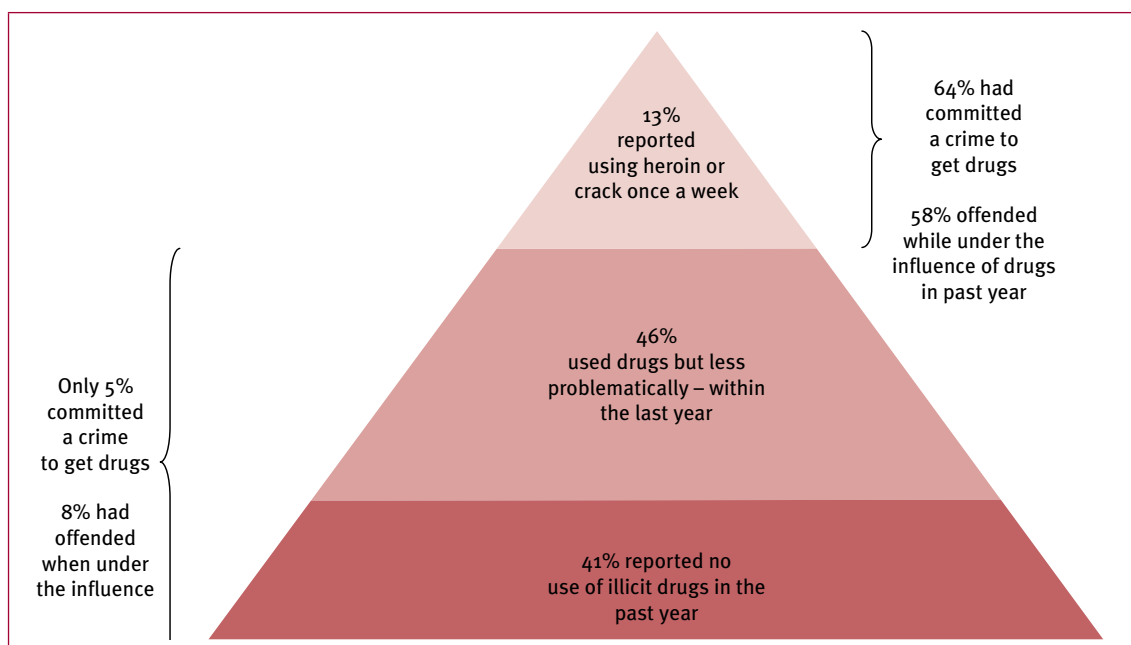 13%
reported
using heroin or
crack once a week
64% had
committed
a crime to
get drugs
58% offended
while under the
influence of drugs
in past year
46%
used drugs but less
problematically – within
the last year
Only 5%
committed
a crime
to get drugs
8% had
offended
when under
the influence
41% reported no
use of illicit drugs in the
past year